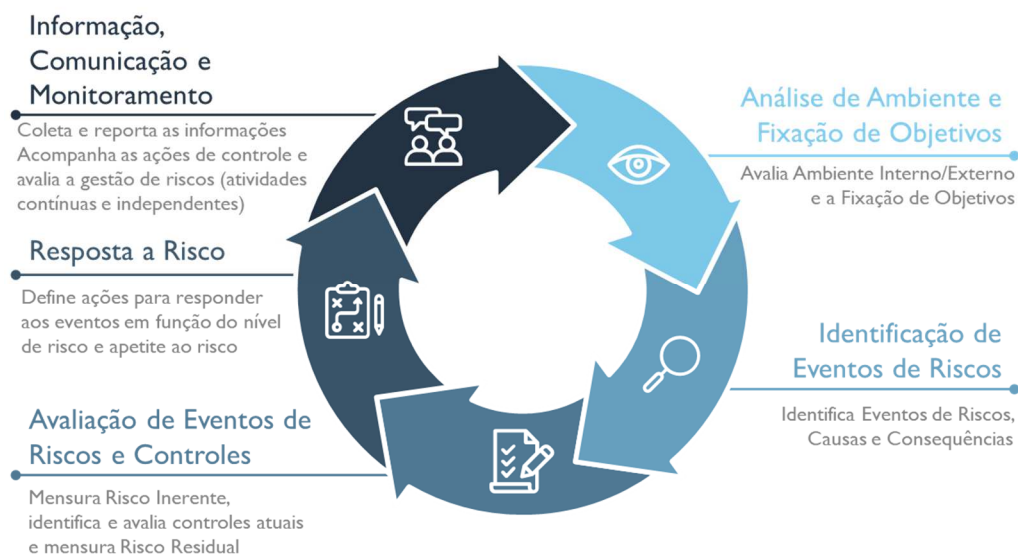 Informação,
Comunicação e
Monitoramento
Coleta e reporta as informações
Acompanha as ações de controle e
avalia a gestão de riscos (atividades
contínuas e independentes)
Análise de Ambiente e
Fixação de Objetivos
Avalia Ambiente Interno/Externo
e a Fixação de Objetivos
Resposta a Risco
Define ações para responder
aos eventos em função do nível
de risco e apetite ao risco
Identificação de
Eventos de Riscos
Identifica Eventos de Riscos,
Causas e Consequências
Avaliação de Eventos de
Riscos e Controles
Mensura Risco Inerente,
identifica e avalia controles atuais
e mensura Risco Residual